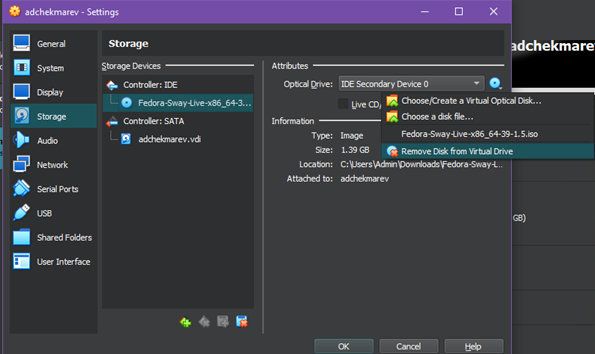 adchekmarev - Settings
General
System
Display
Storage
Audio
Network
Serial Ports
USB
Shared Folders
User Interface
Storage
Storage Devices
Controller: IDE
Fedora-Sway-Live-x86_64-3...
Controller: SATA
adchekmarev.vdi
Attributes
Optical Drive: IDE Secondary Device 0
Live CD/
Choose/Create a Virtual Optical Disk...
Choose a disk file...
Fedora-Sway-Live-x86_64-39-1.5.iso
Remove Disk from Virtual Drive
Information
Type: Image
Size: 1.39 GB
Location: C:\Users\Admin\Downloads\Fedora-Sway-L...
Attached to: adchekmarev
OK
Cancel
Help
adchekmarev
GB)